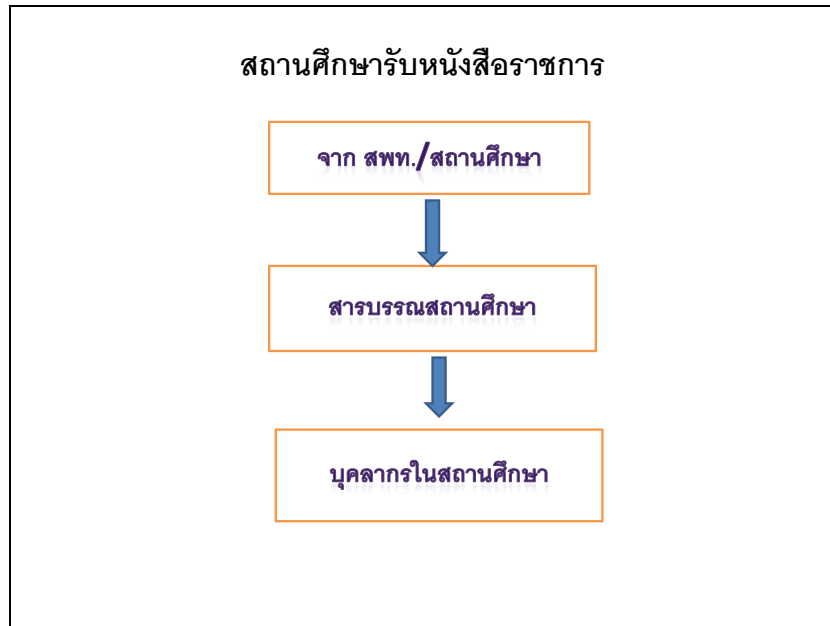 สถานศึกษารับหนังสือราชการ
จาก สพท./สถานศึกษา
สารบรรณสถานศึกษา
บุคลากรในสถานศึกษา